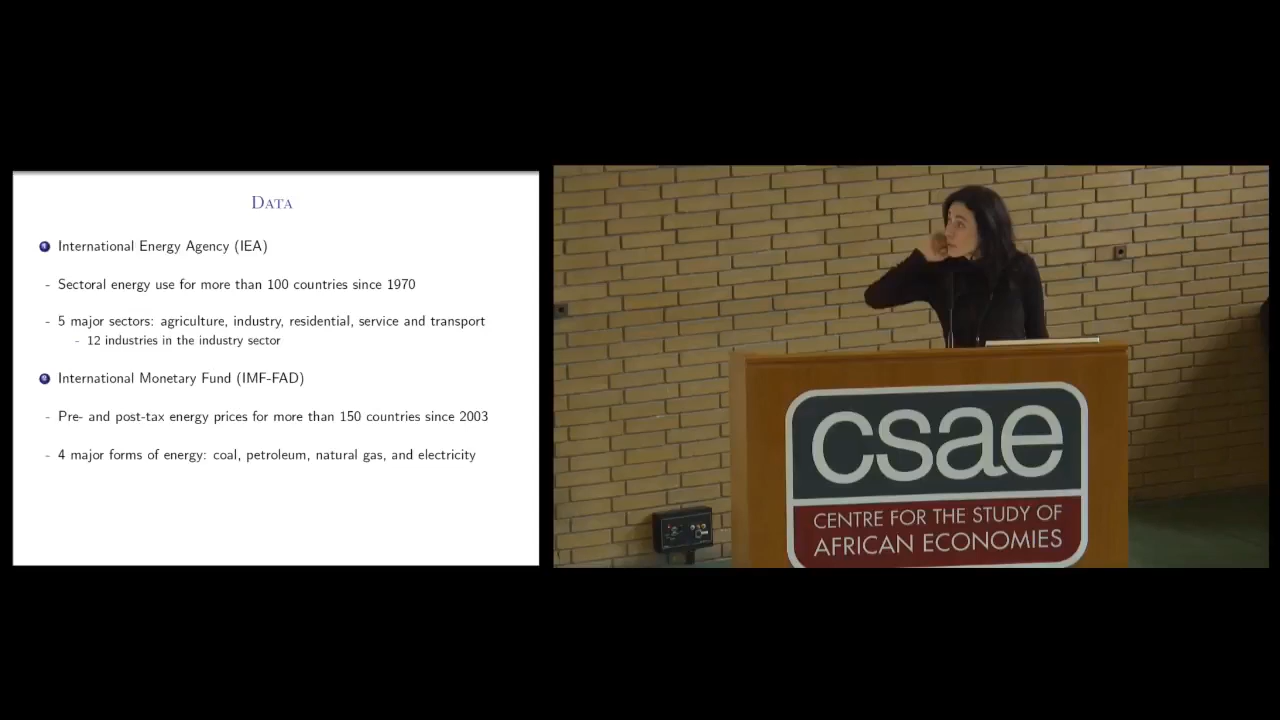 Data
1 International Energy Agency (IEA)
- Sectoral energy use for more than 100 countries since 1970
- 5 major sectors: agriculture, industry, residential, service and transport
- 12 industries in the industry sector
2 International Monetary Fund (IMF-FAD)
- Pre- and post-tax energy prices for more than 150 countries since 2003
- 4 major forms of energy: coal, petroleum, natural gas, and electricity
csae
CENTRE FOR THE STUDY OF
AFRICAN ECONOMIES